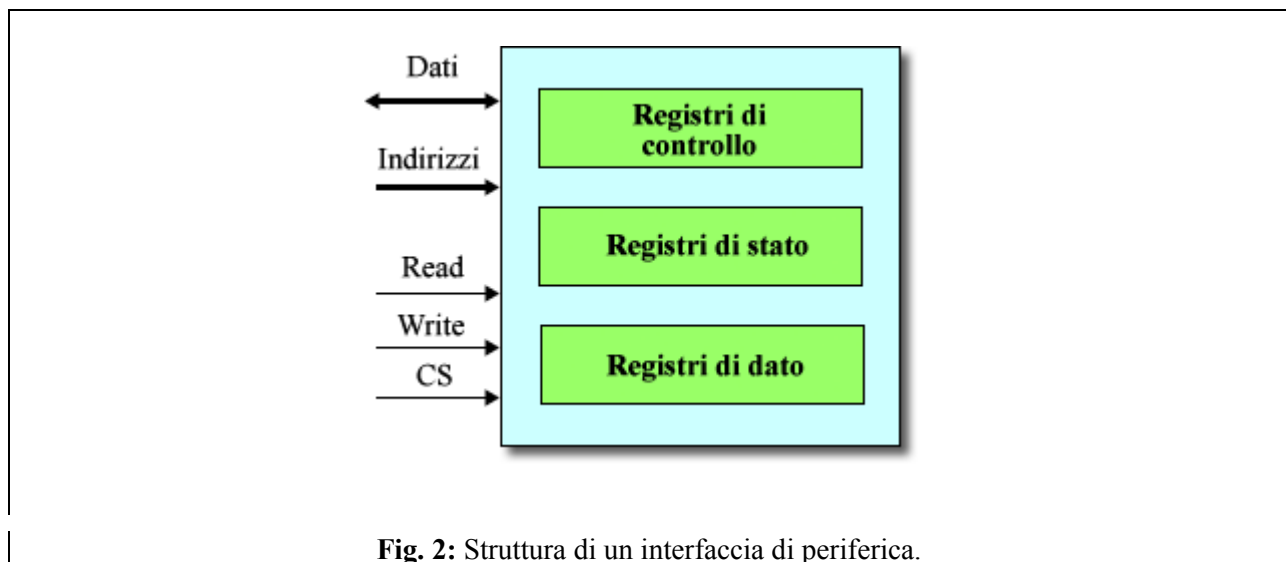 Dati
Indirizzi
Read
Write
CS
Registri di
controllo
Registri di stato
Registri di dato
Fig. 2: Struttura di un interfaccia di periferica.